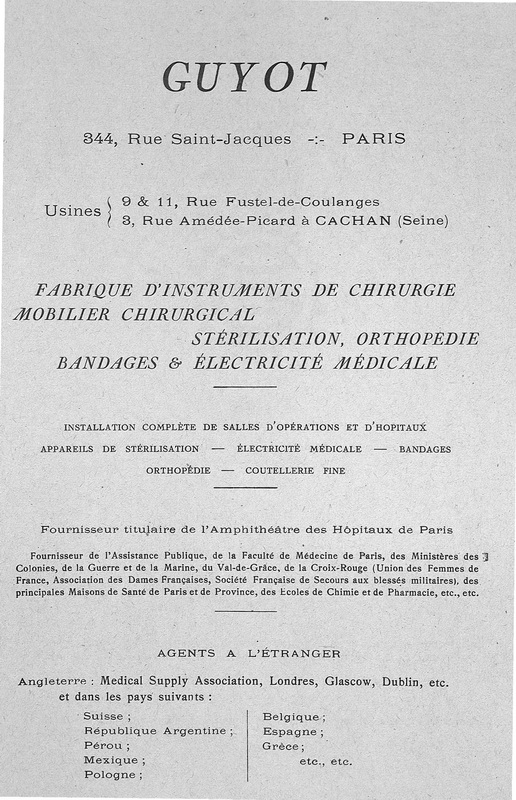 GUYOT
344, Rue Saint-Jacques -:- PARIS
Usines { 9 & 11, Rue Fustel-de-Coulanges
3, Rue Amédée-Picard à CACHAN (Seine)
FABRIQUE D'INSTRUMENTS DE CHIRURGIE
MOBILIER CHIRURGICAL
STÉRILISATION, ORTHOPÉDIE
BANDAGES & ÉLECTRICITÉ MÉDICALE
INSTALLATION COMPLÈTE DE SALLES D'OPÉRATIONS ET D'HOPITAUX
APPAREILS DE STÉRILISATION — ÉLECTRICITÉ MÉDICALE — BANDAGES
ORTHOPÉDIE — COUTELLERIE FINE
Fournisseur titulaire de l'Amphithéâtre des Hôpitaux de Paris
Fournisseur de l'Assistance Publique, de la Faculté de Médecine de Paris, des Ministères des
Colonies, de la Guerre et de la Marine, du Val-de-Grâce, de la Croix-Rouge (Union des Femmes de
France, Association des Dames Françaises, Société Française de Secours aux blessés militaires), des
principales Maisons de Santé de Paris et de Province, des Ecoles de Chimie et de Pharmacie, etc., etc.
AGENTS A L'ÉTRANGER
Angleterre : Medical Supply Association, Londres, Glascow, Dublin, etc.
et dans les pays suivants :
Suisse ;
République Argentine ;
Pérou ;
Mexique ;
Pologne ;
Belgique ;
Espagne ;
Grèce ;
etc., etc.